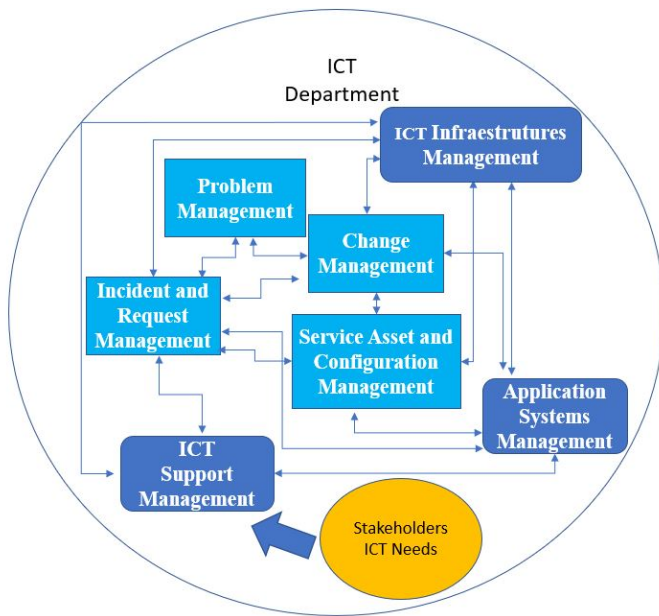 ICT
Department
ICT Infraestrutures
Management
Problem
Management
Change
Management
Incident and
Request
Management
Service Asset and
Configuration
Management
Application
Systems
Management
ICT
Support
Management
Stakeholders
ICT Needs